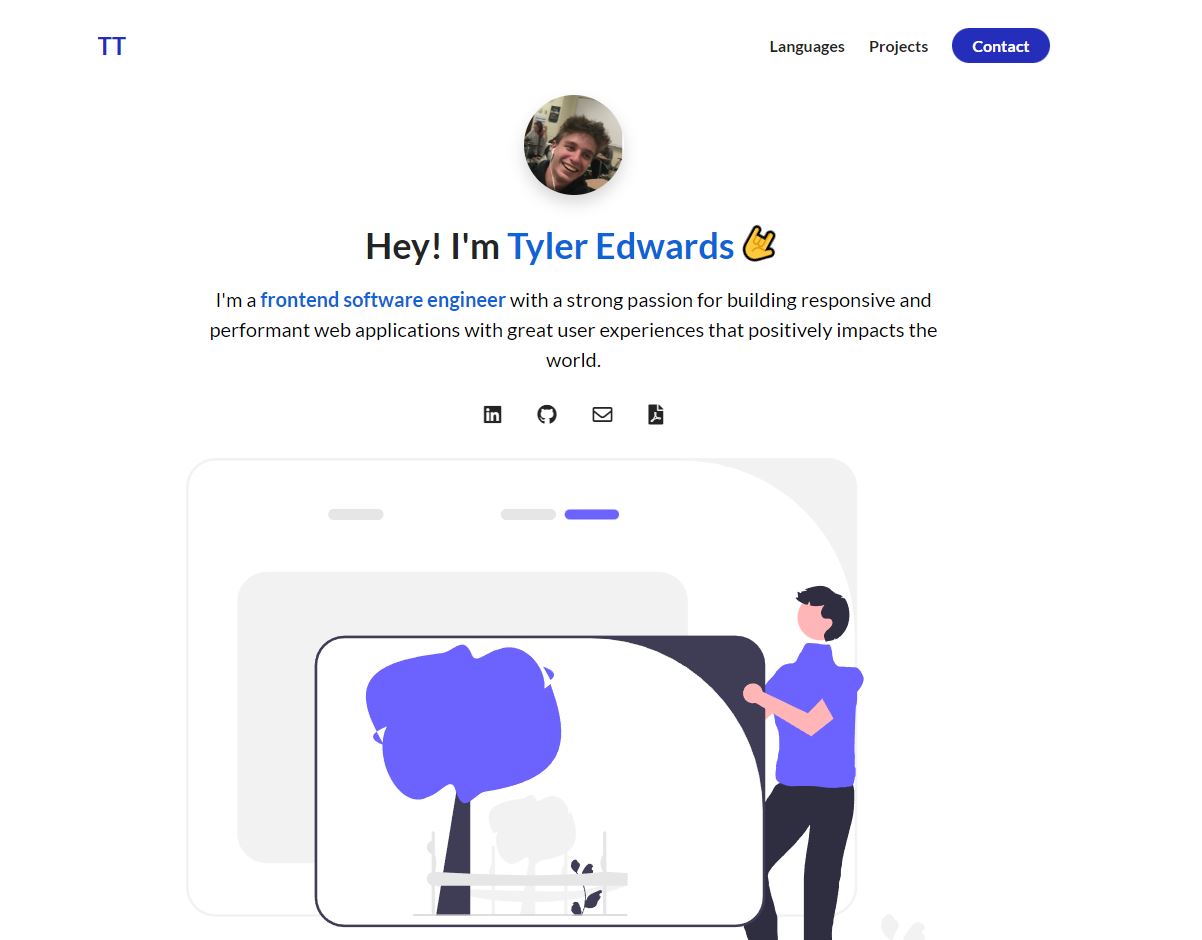 TT
Languages Projects Contact
Hey! I'm Tyler Edwards 🤘
I'm a frontend software engineer with a strong passion for building responsive and
performant web applications with great user experiences that positively impacts the
world.
in